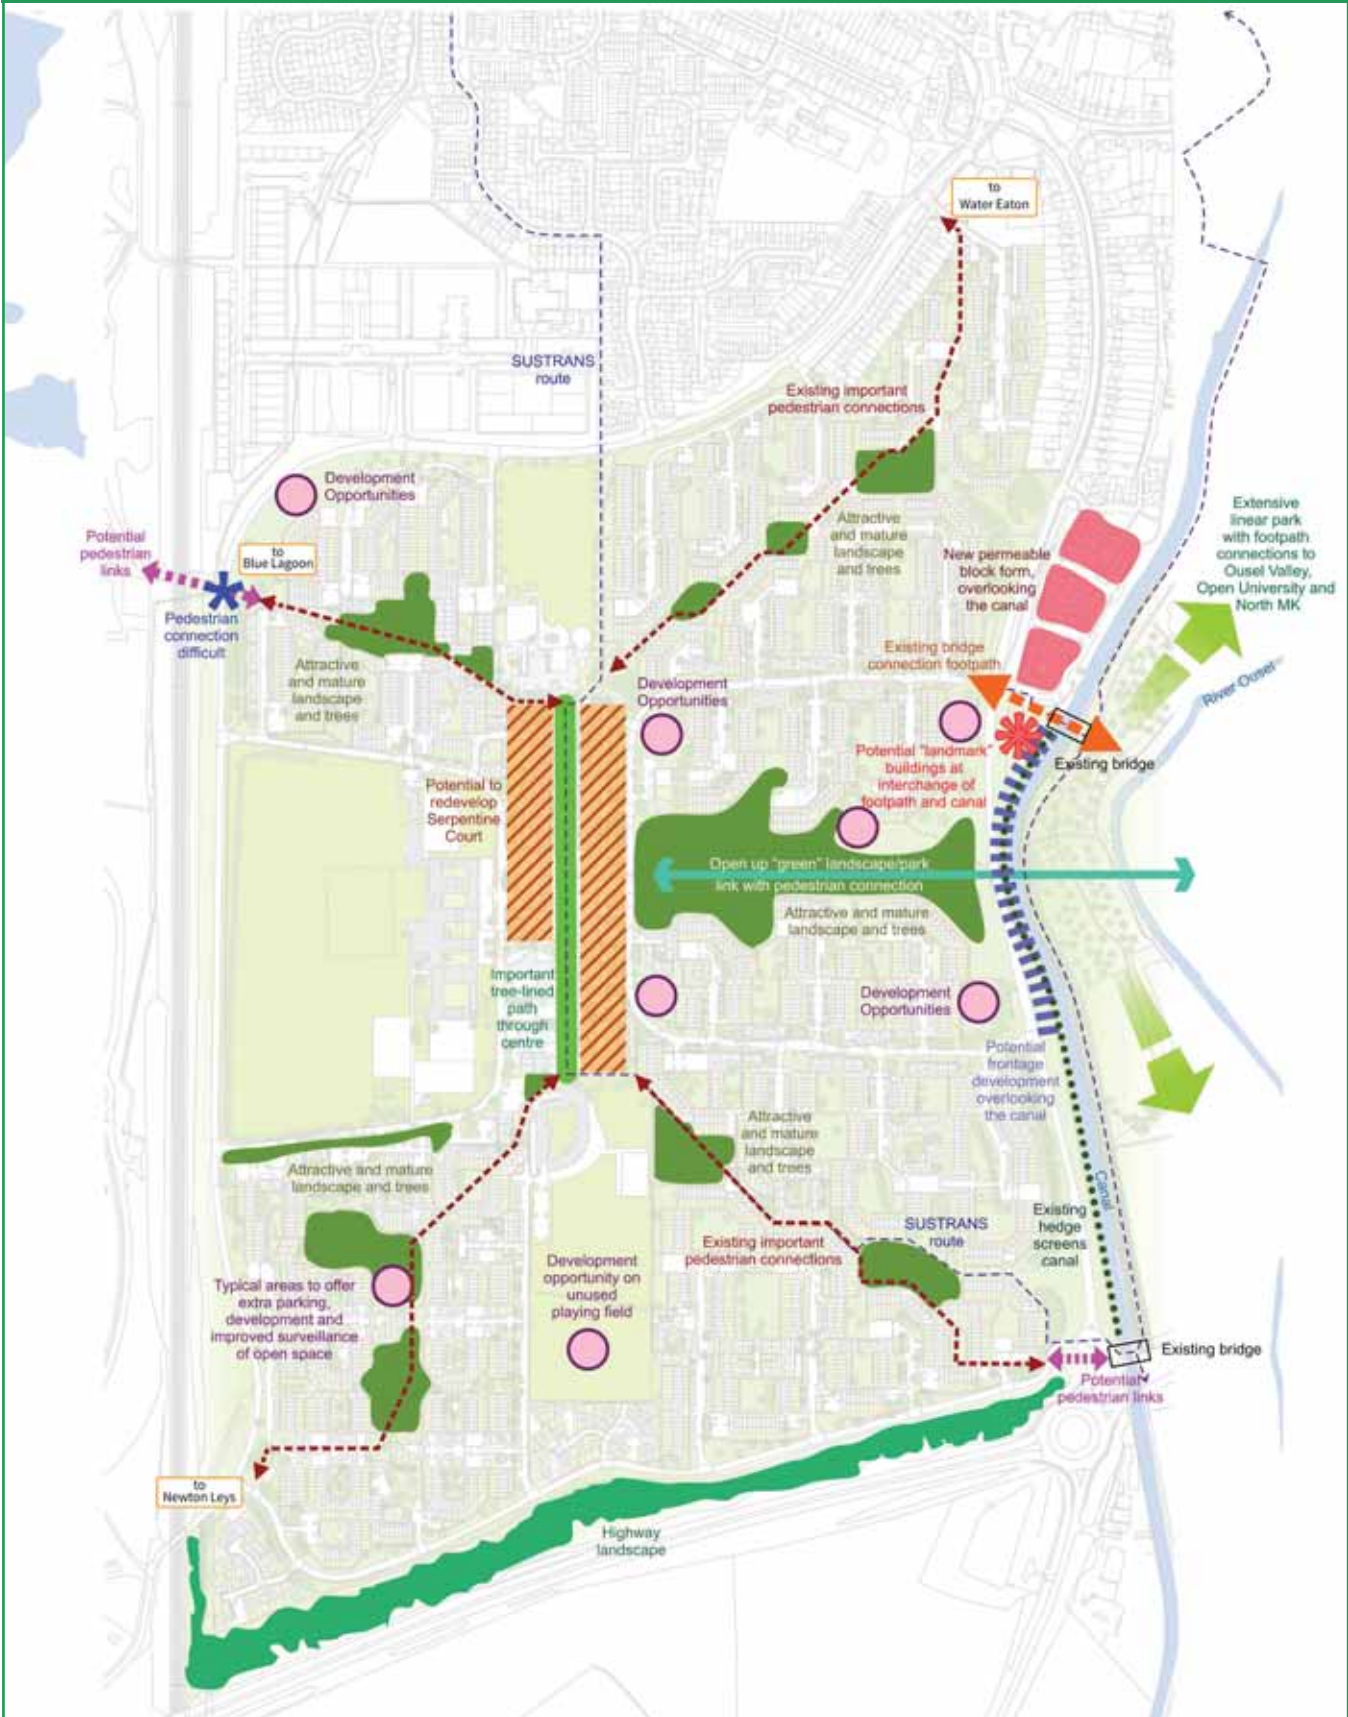 to
Water Eaton
SUSTRANS
route
Existing important
pedestrian connections
Development
Opportunities
Potential
pedestrian
links
to
Blue Lagoon
Pedestrian
connection
difficult
Attractive
and mature
landscape
and trees
Attractive
and mature
landscape
and trees
New permeable
block form,
overlooking
the canal
Extensive
linear park
with footpath
connections to
Ousel Valley,
Open University and
North MK
Existing bridge
connection footpath
River Ousel
Development
Opportunities
Potential "landmark"
buildings at
interchange of
footpath and canal
Existing bridge
Potential to
redevelop
Serpentine
Court
Open up "green" landscape/park
link with pedestrian connection
Attractive and mature
landscape and trees
Important
tree-lined
path
through
centre
Development
Opportunities
Potential
frontage
development
overlooking
the canal
Attractive
and mature
landscape
and trees
Attractive and mature
landscape and trees
Canal
Existing
hedge
screens
canal
SUSTRANS
route
Existing important
pedestrian connections
Development
opportunity on
unused
playing field
Typical areas to offer
extra parking,
development and
improved surveillance
of open space
Existing bridge
Potential
pedestrian links
to
Newton Leys
Highway
landscape